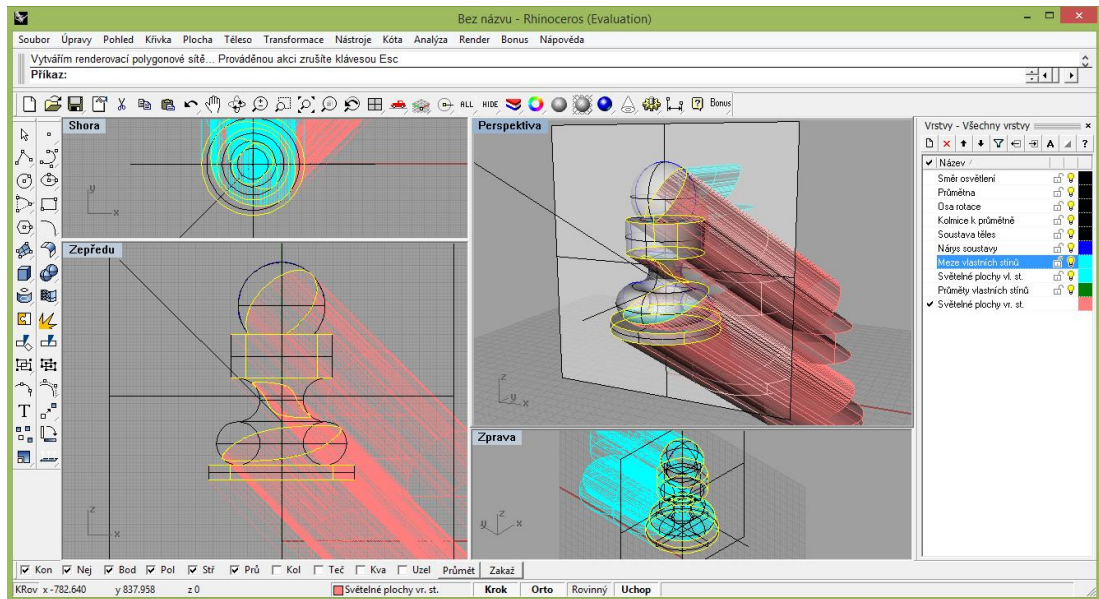 Bez názvu - Rhinoceros (Evaluation)
Soubor Úpravy Pohled Křivka Plocha Těleso Transformace Nástroje Kóta Analýza Render Bonus Nápověda
Vytvářím renderovací polygonové sítě... Prováděnou akci zrušíte klávesou Esc
Příkaz:
ALL HIDE Bonus
Shora
y
x
Zepředu
z
x
Perspektiva
z
y
x
Zprava
z
y
x
Vrstvy - Všechny vrstvy
A ?
Název
Směr osvětlení
Průmětna
Osa rotace
Kolmice k průmětně
Soustava těles
Nárys soustavy
Meze vlastních stínů
Světelné plochy vl. st.
Průměty vlastních stínů
Světelné plochy vr. st.
T
Kon Nej Bod Pol Stř Prů Kol Teč Kva Uzel Průmět Zakaž
KRov x -782.640 y 837.958 z 0 Světelné plochy vr. st. Krok Orto Rovinný Uchop